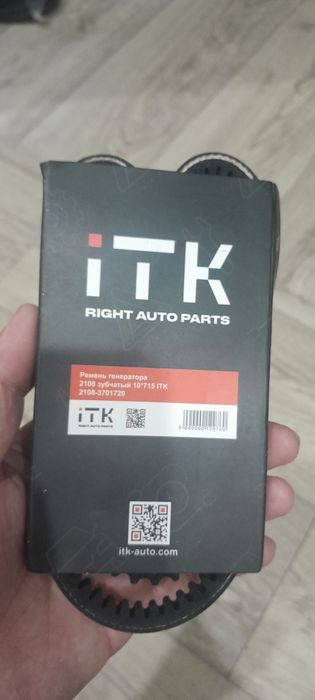 iTK
RIGHT AUTO PARTS
Ремень генератора
2108 зубчатый 10*715 ITK
2108-3701720
iTK
RIGHT AUTO PARTS
itk-auto.com